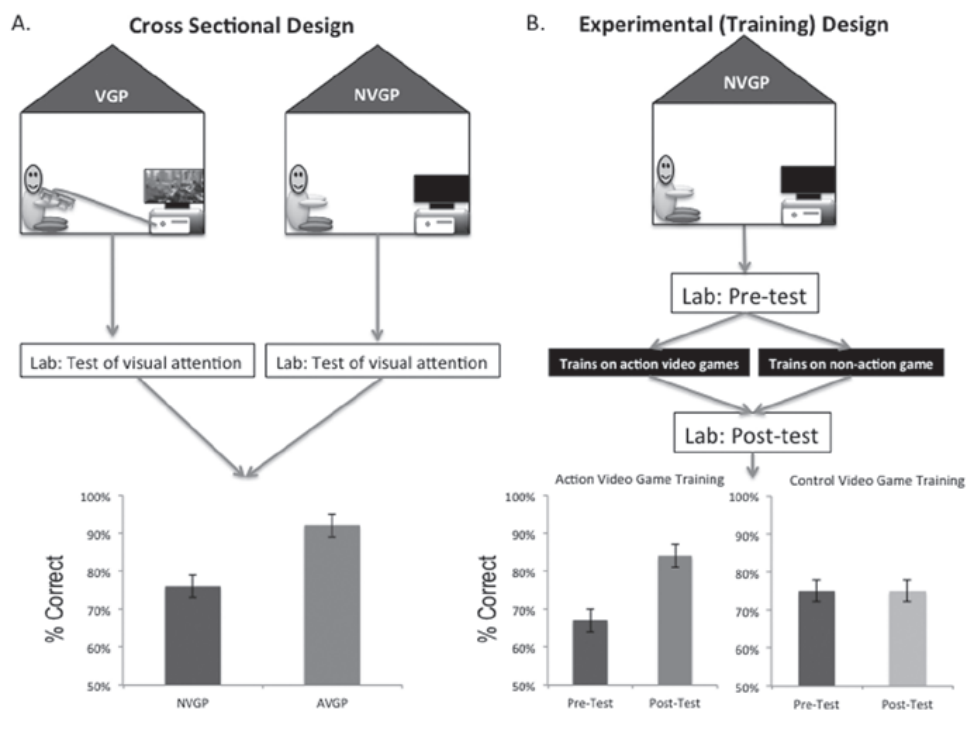 A.
Cross Sectional Design
VGP
NVGP
Lab: Test of visual attention
Lab: Test of visual attention
100%
90%
80%
70%
60%
50%
% Correct
NVGP
AVGP
B.
Experimental (Training) Design
NVGP
Lab: Pre-test
Trains on action video games
Trains on non-action game
Lab: Post-test
Action Video Game Training
100%
90%
80%
70%
60%
50%
% Correct
Pre-Test
Post-Test
Control Video Game Training
100%
90%
80%
70%
60%
50%
Pre-Test
Post-Test